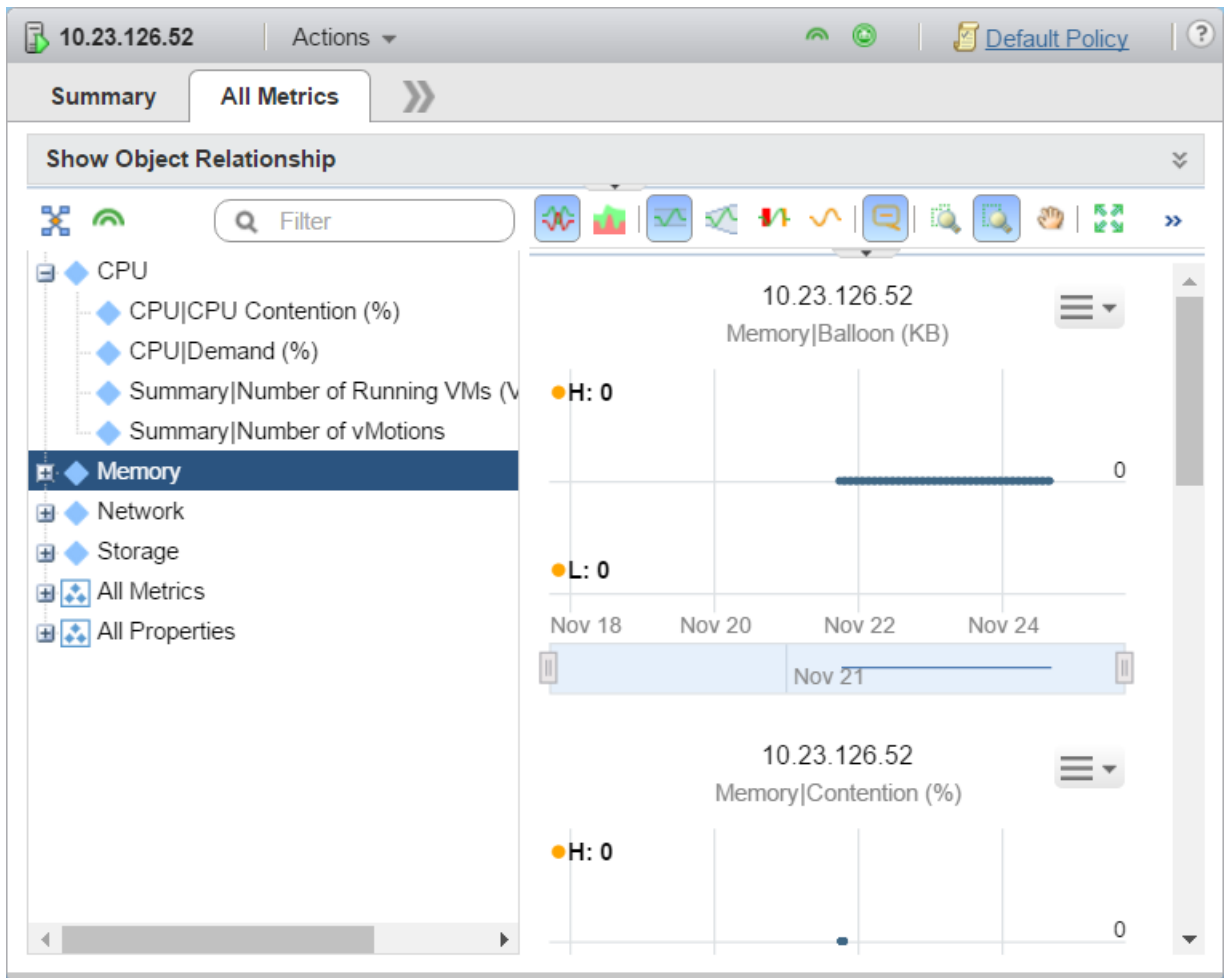 10.23.126.52 Actions Default Policy ?
Summary All Metrics
Show Object Relationship
Filter
CPU
CPU|CPU Contention (%)
CPU|Demand (%)
Summary|Number of Running VMs (V
Summary|Number of vMotions
Memory
Network
Storage
All Metrics
All Properties
10.23.126.52
Memory|Balloon (KB)
H: 0
0
L: 0
Nov 18 Nov 20 Nov 22 Nov 24
Nov 21
10.23.126.52
Memory|Contention (%)
H: 0
0